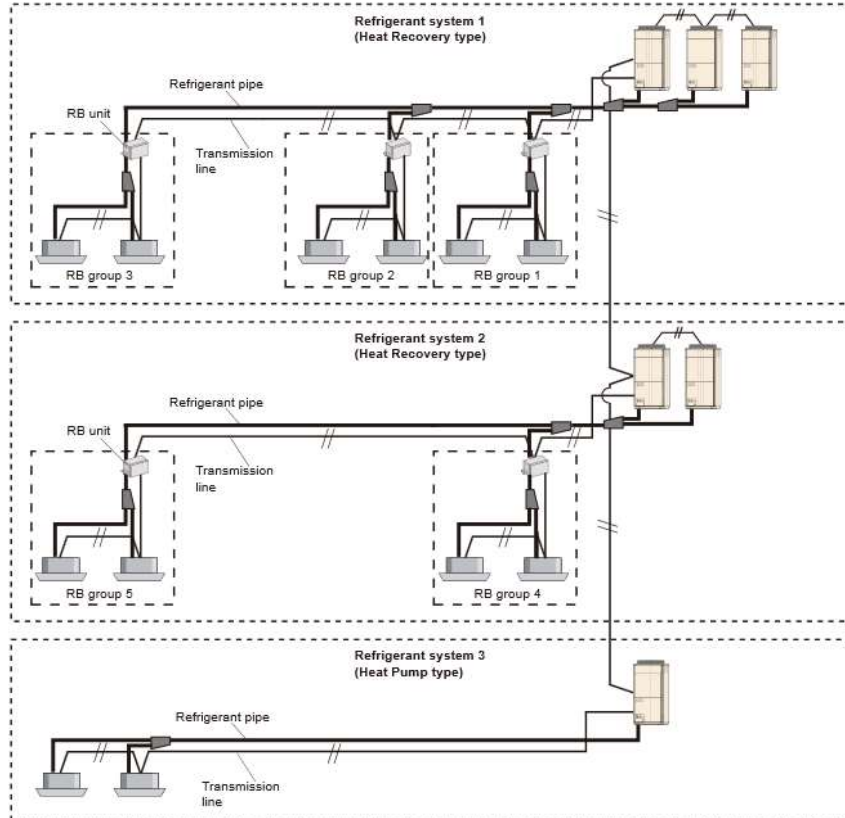 Refrigerant system 1
(Heat Recovery type)
Refrigerant pipe
RB unit
Transmission
line
RB group 3
RB group 2
RB group 1
Refrigerant system 2
(Heat Recovery type)
Refrigerant pipe
RB unit
Transmission
line
RB group 5
RB group 4
Refrigerant system 3
(Heat Pump type)
Refrigerant pipe
Transmission
line